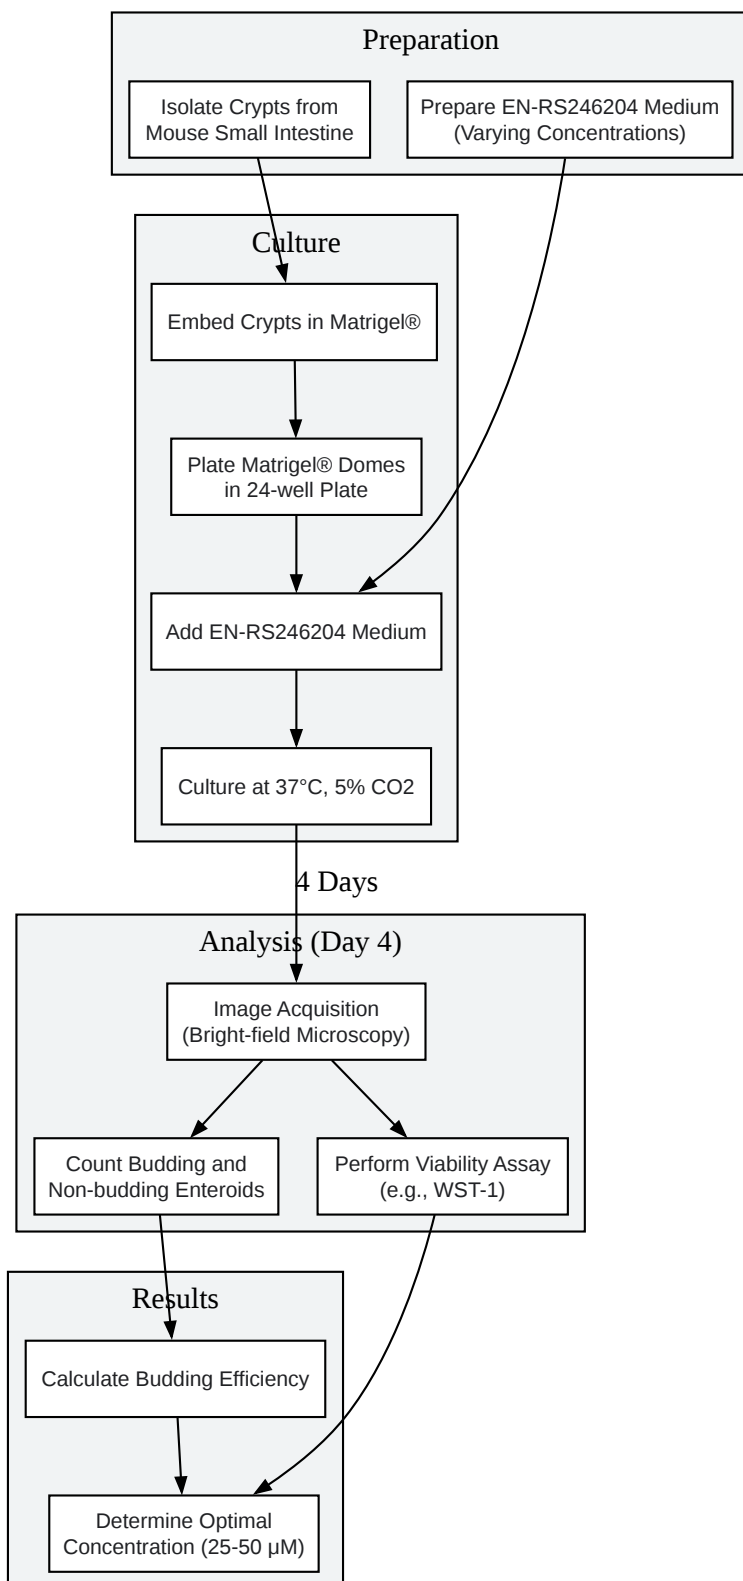 Preparation
Isolate Crypts from
Mouse Small Intestine
Prepare EN-RS246204 Medium
(Varying Concentrations)
Culture
Embed Crypts in Matrigel®
Plate Matrigel® Domes
in 24-well Plate
Add EN-RS246204 Medium
Culture at 37°C, 5% CO2
4 Days
Analysis (Day 4)
Image Acquisition
(Bright-field Microscopy)
Count Budding and
Non-budding Enteroids
Perform Viability Assay
(e.g., WST-1)
Results
Calculate Budding Efficiency
Determine Optimal
Concentration (25-50 μM)